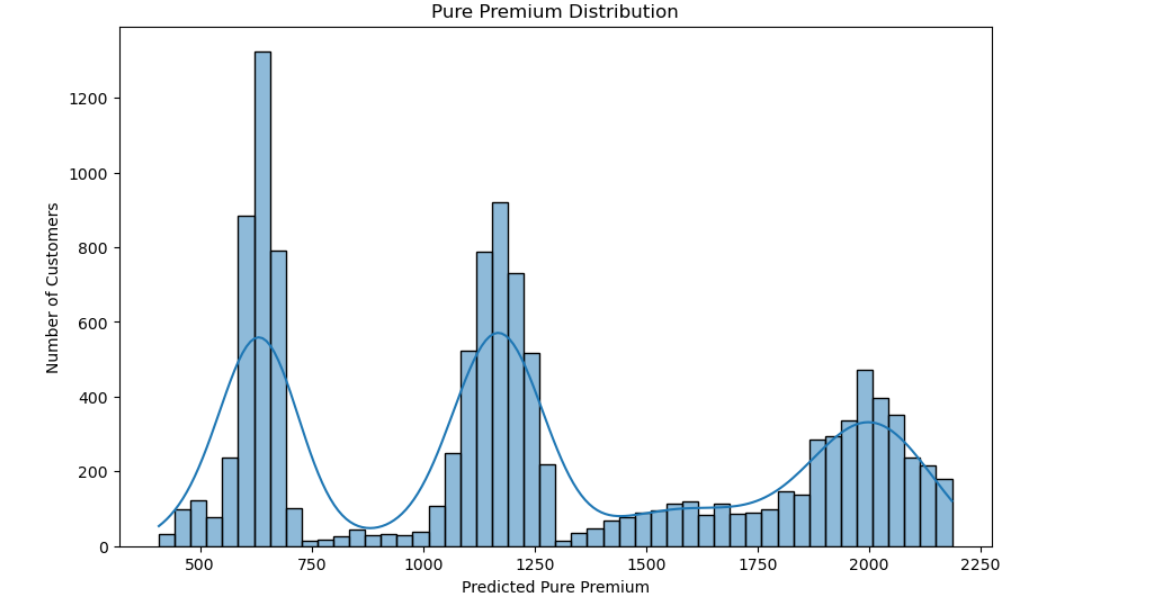 Pure Premium Distribution
Number of Customers
1200
1000
800
600
400
200
0
500 750 1000 1250 1500 1750 2000 2250
Predicted Pure Premium